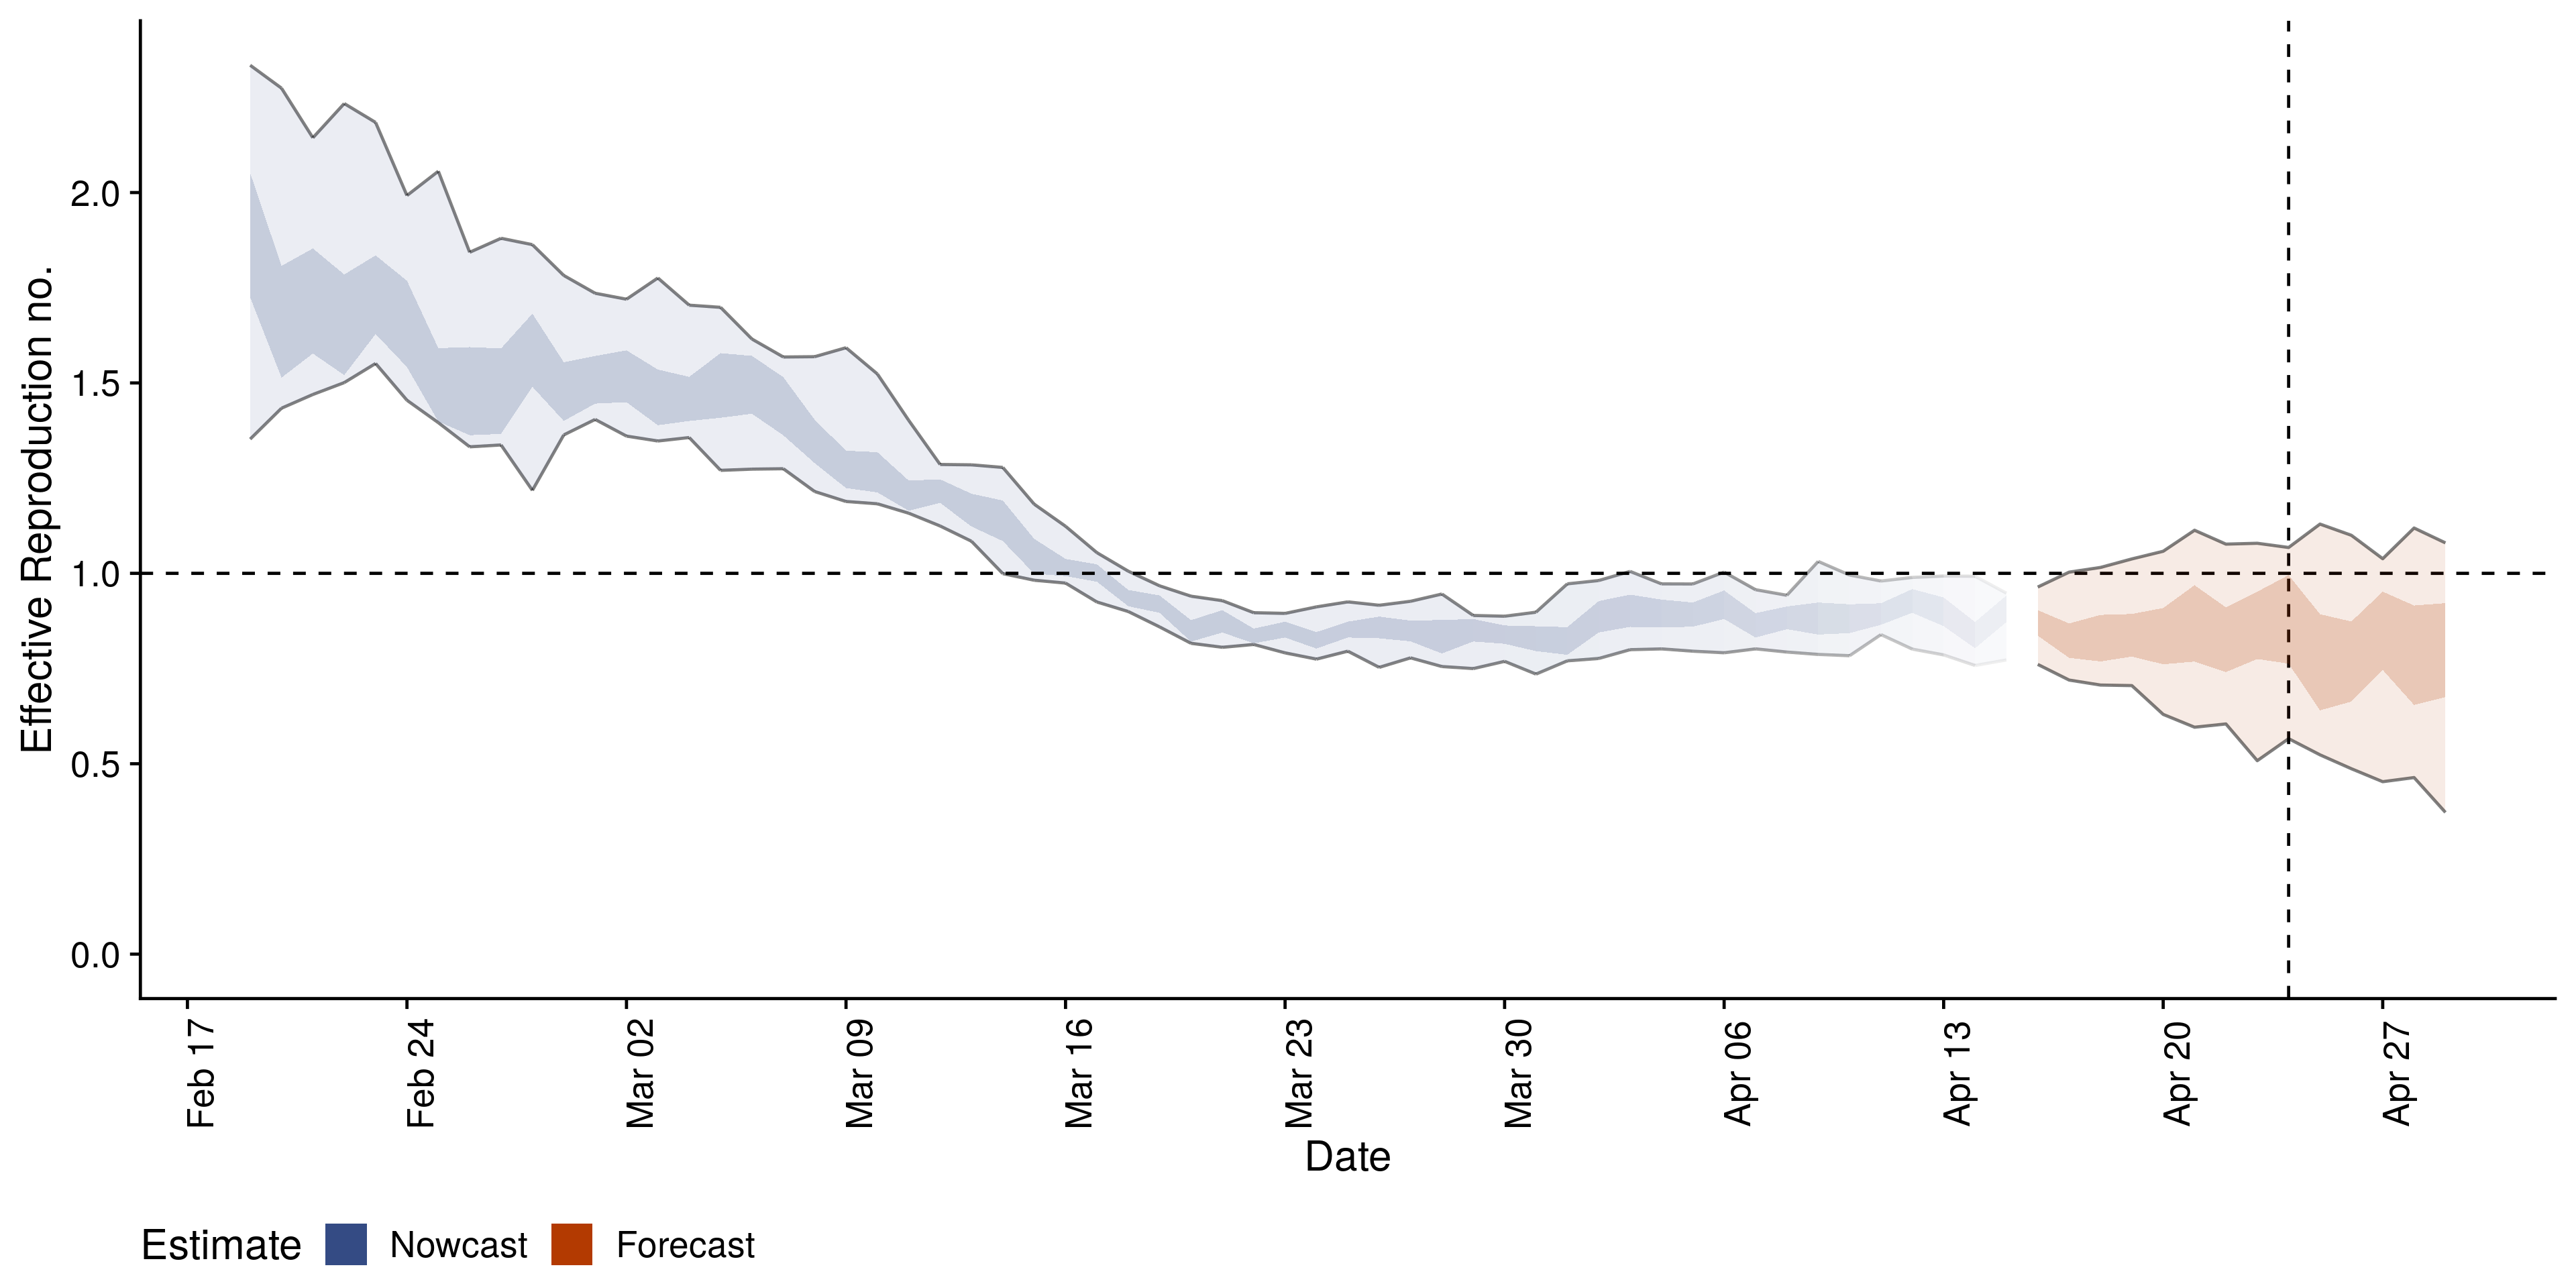 Effective Reproduction no.
2.0
1.5
1.0
0.5
0.0
Feb 17
Feb 24
Mar 02
Mar 09
Mar 16
Mar 23
Mar 30
Apr 06
Apr 13
Apr 20
Apr 27
Date
Estimate Nowcast Forecast